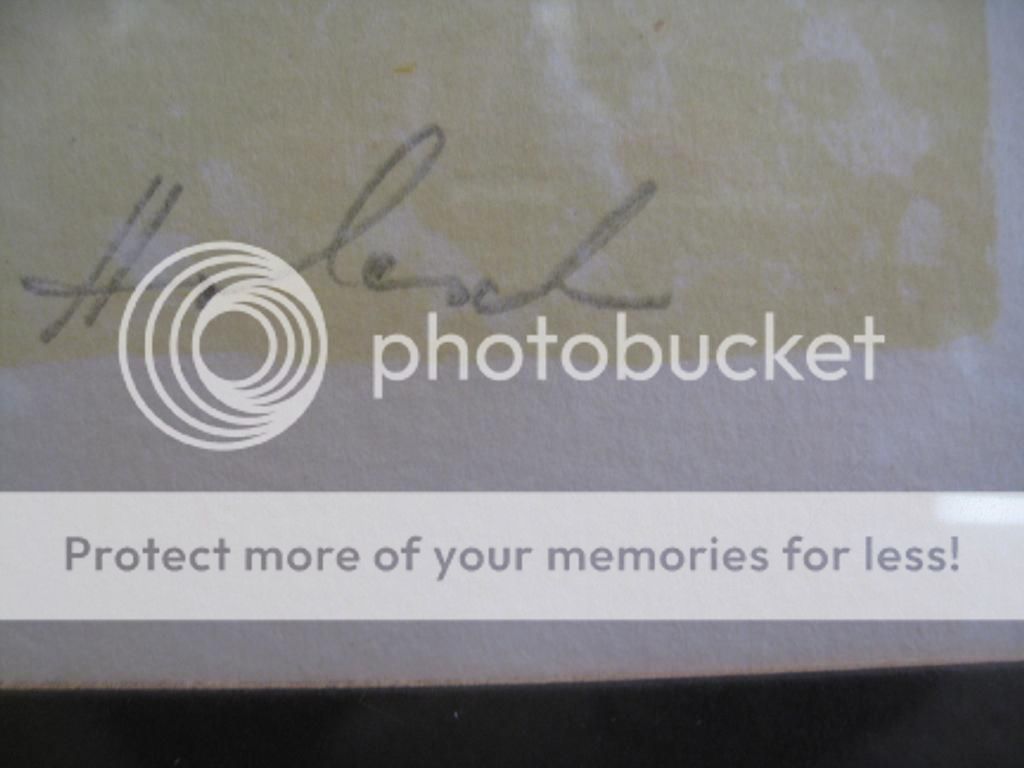 photobucket
Protect more of your memories for less!